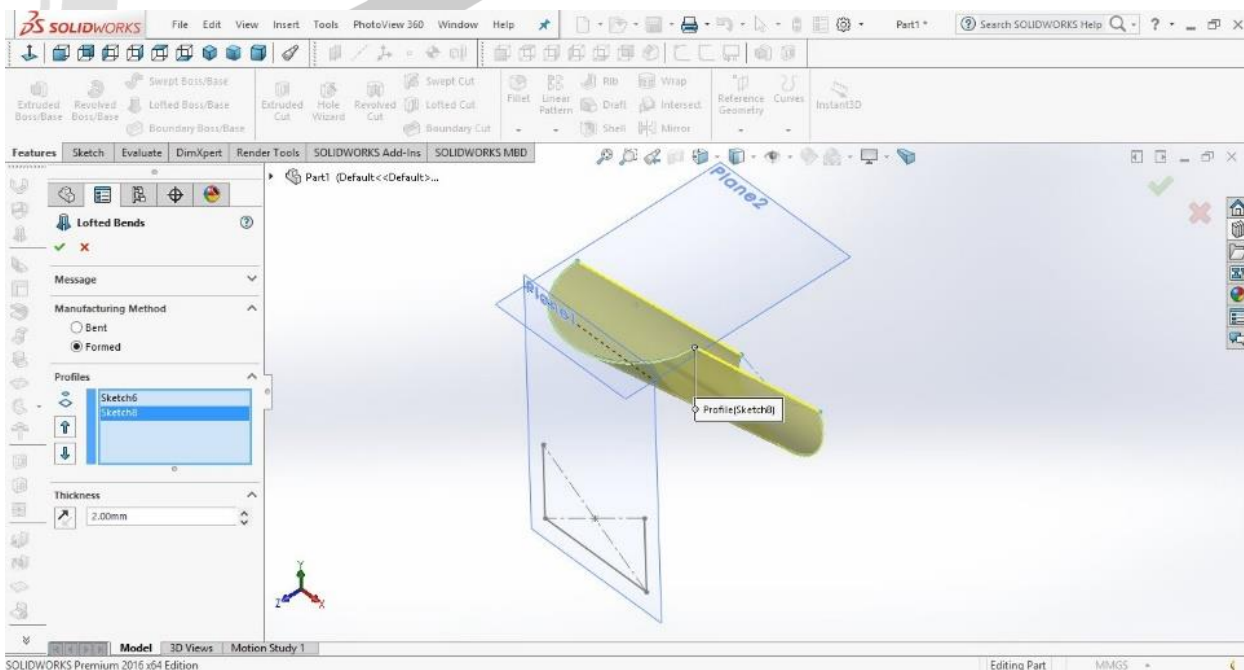 SOLIDWORKS File Edit View Insert Tools PhotoView 360 Window Help Part1 * Search SOLIDWORKS Help ?
Swept Boss/Base Swept Cut Rib Wrap
Extruded Boss/Base Revolved Boss/Base Lofted Boss/Base Extruded Cut Hole Wizard Revolved Cut Lofted Cut Fillet Linear Pattern Draft Intersect Reference Geometry Curves Instant3D
Boundary Boss/Base Boundary Cut Shell Mirror
Features Sketch Evaluate DimXpert Render Tools SOLIDWORKS Add-Ins SOLIDWORKS MBD
Part1 (Default<<Default>...
Plane2
Lofted Bends
Message
Plane1
Manufacturing Method
Bent
Formed
Profiles
Sketch6
Sketch8
Profile(Sketch8)
Thickness
2.00mm
Y
Z X
Model 3D Views Motion Study 1
SOLIDWORKS Premium 2016 x64 Edition Editing Part MMGS